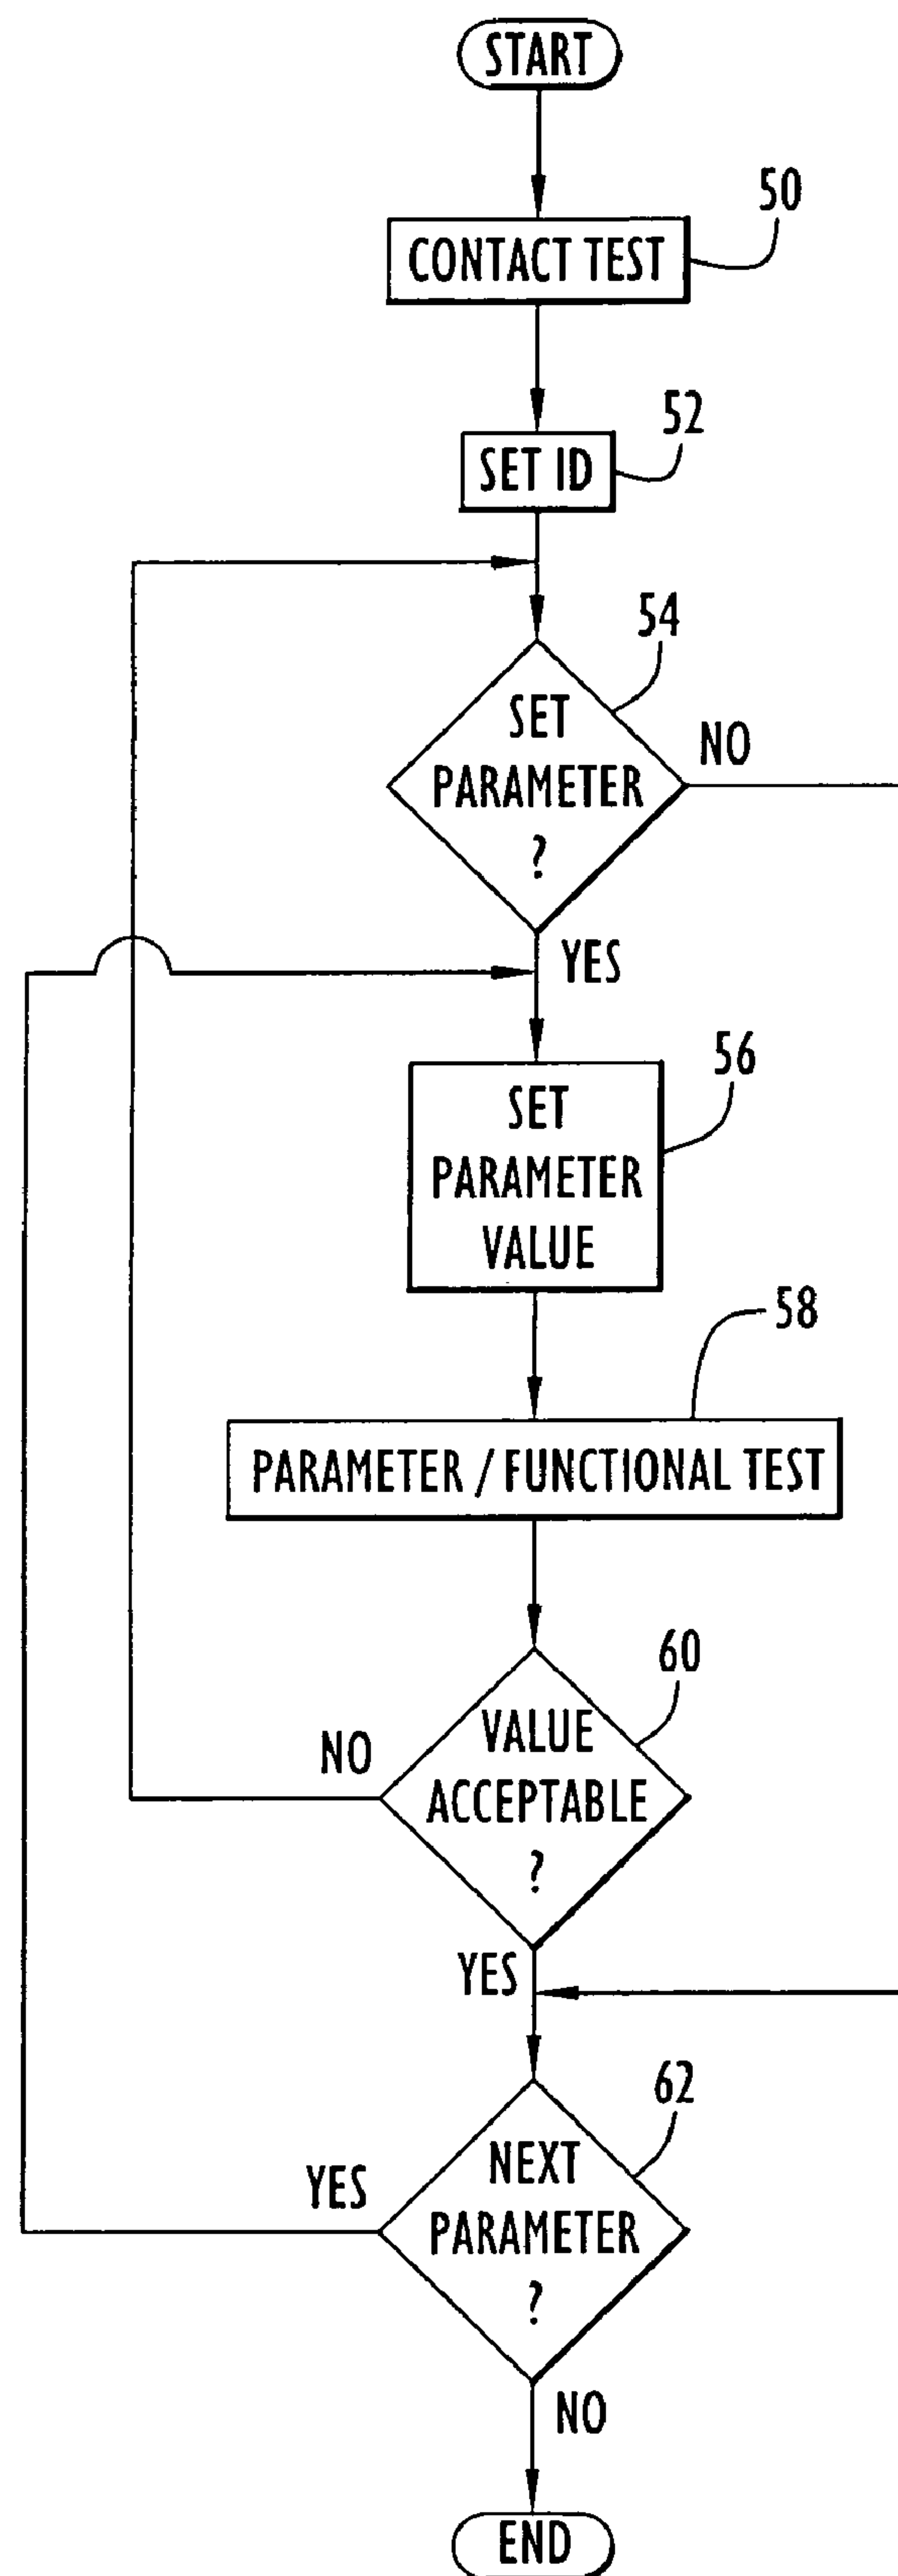 START
50
CONTACT TEST
52
SET ID
54
SET
PARAMETER
?
NO
YES
56
SET
PARAMETER
VALUE
58
PARAMETER / FUNCTIONAL TEST
60
VALUE
ACCEPTABLE
?
NO
YES
62
NEXT
PARAMETER
?
YES
NO
END